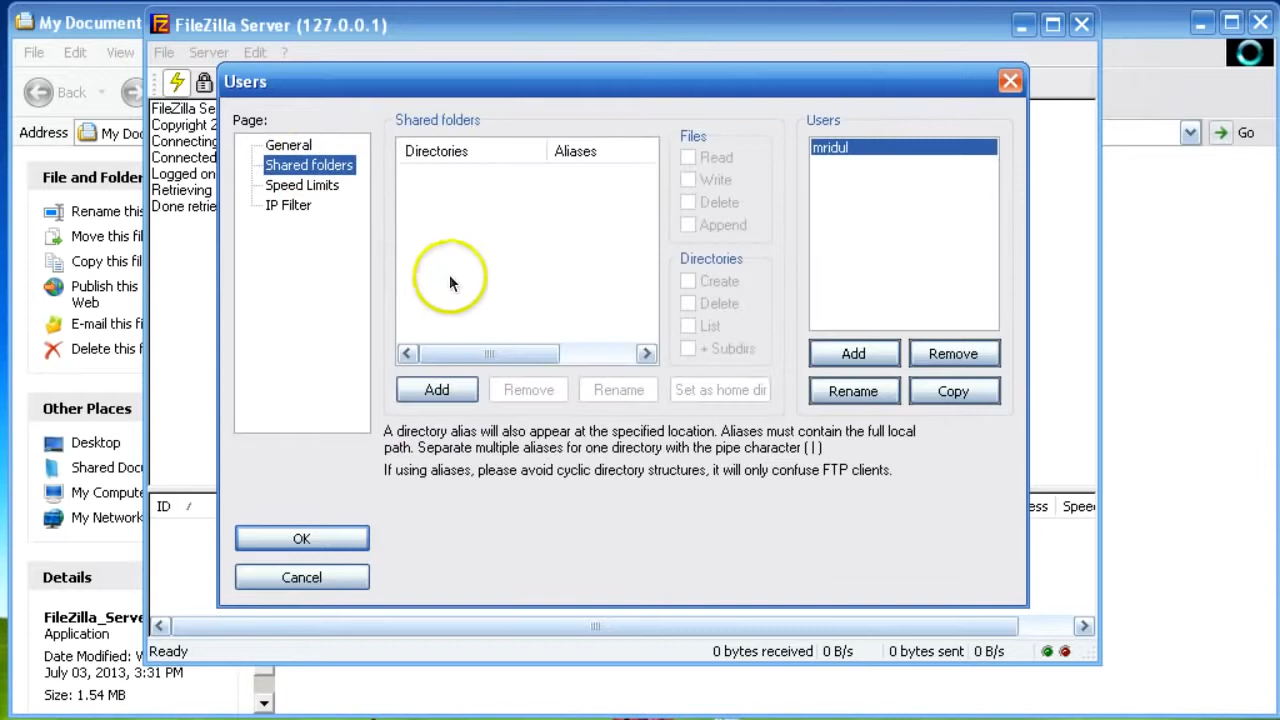 My Document
FileZilla Server (127.0.0.1)
File Edit View
File Server Edit ?
Back
Users
Address
My Doc
Go
FileZilla Se
Copyright 2
Connecting
Connected
Logged on
Retrieving
Done retrie
Page:
General
Shared folders
Speed Limits
IP Filter
Shared folders
Directories Aliases
Files
Read
Write
Delete
Append
Directories
Create
Delete
List
+ Subdirs
Users
mridul
Add Remove
Rename Copy
Add Remove Rename Set as home dir
A directory alias will also appear at the specified location. Aliases must contain the full local
path. Separate multiple aliases for one directory with the pipe character ( | )
If using aliases, please avoid cyclic directory structures, it will only confuse FTP clients.
OK
Cancel
File and Folder
Rename this
Move this fil
Copy this fil
Publish this
Web
E-mail this f
Delete this f
Other Places
Desktop
Shared Docu
My Compute
My Network
Details
FileZilla_Serve
Application
Date Modified: W
July 03, 2013, 3:31 PM
Size: 1.54 MB
ID /
ess Spee
Ready
0 bytes received 0 B/s 0 bytes sent 0 B/s